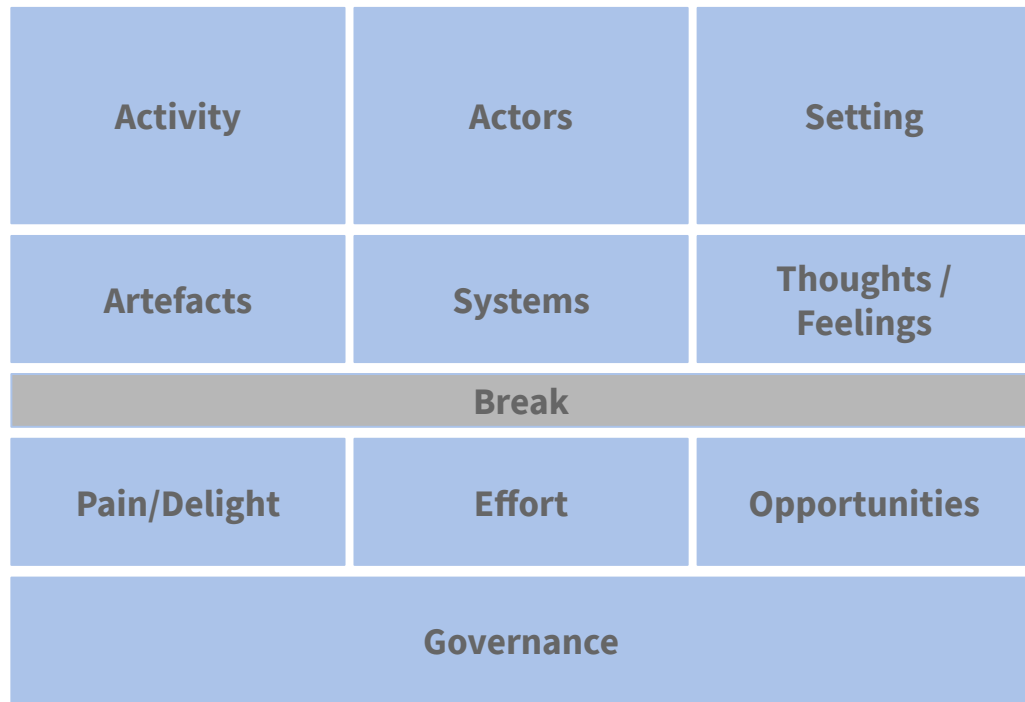 Activity
Actors
Setting
Artefacts
Systems
Thoughts /
Feelings
Break
Pain/Delight
Effort
Opportunities
Governance